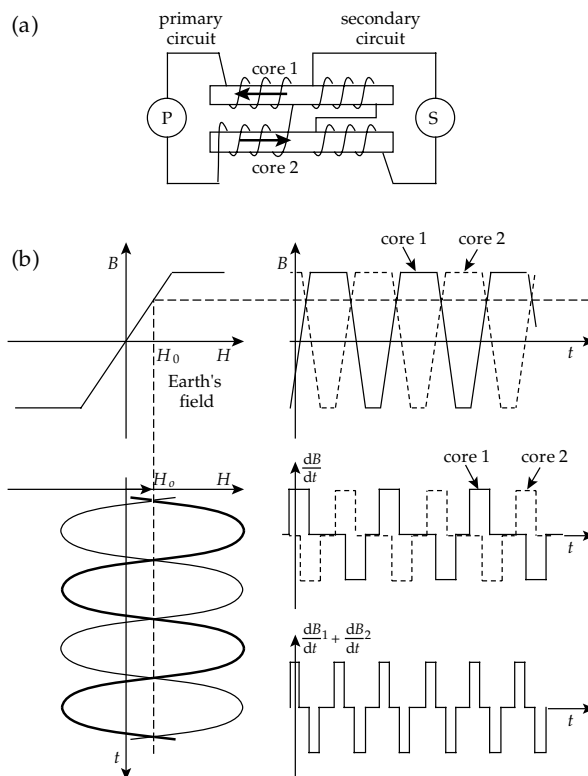 (a)
primary circuit
secondary circuit
core 1
P
S
core 2
(b)
B
H₀
H
Earth's field
B
core 1
core 2
t
Hₒ
H
t
dB/dt
core 1
core 2
t
dB₁/dt + dB₂/dt
t